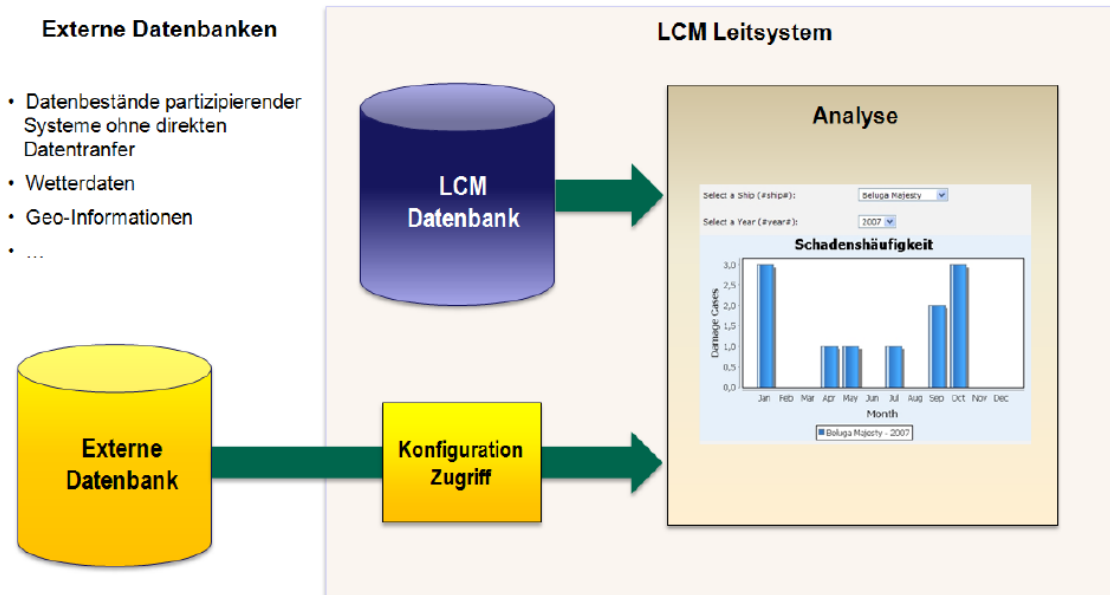 Externe Datenbanken
• Datenbestände partizipierender
Systeme ohne direkten
Datentranfer
• Wetterdaten
• Geo-Informationen
• ...
Externe
Datenbank
LCM Leitsystem
LCM
Datenbank
Konfiguration
Zugriff
Analyse
Select a Ship (#ship#):
Beluga Majesty
Select a Year (#year#):
2007
Schadenshäufigkeit
Damage Cases
3,0
2,5
2,0
1,5
1,0
0,5
0,0
Jan Feb Mar Apr May Jun Jul Aug Sep Oct Nov Dec
Month
Beluga Majesty - 2007